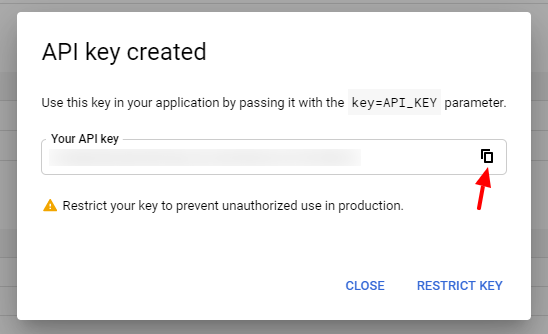 API key created
Use this key in your application by passing it with the key=API_KEY parameter.
Your API key
Restrict your key to prevent unauthorized use in production.
CLOSE RESTRICT KEY